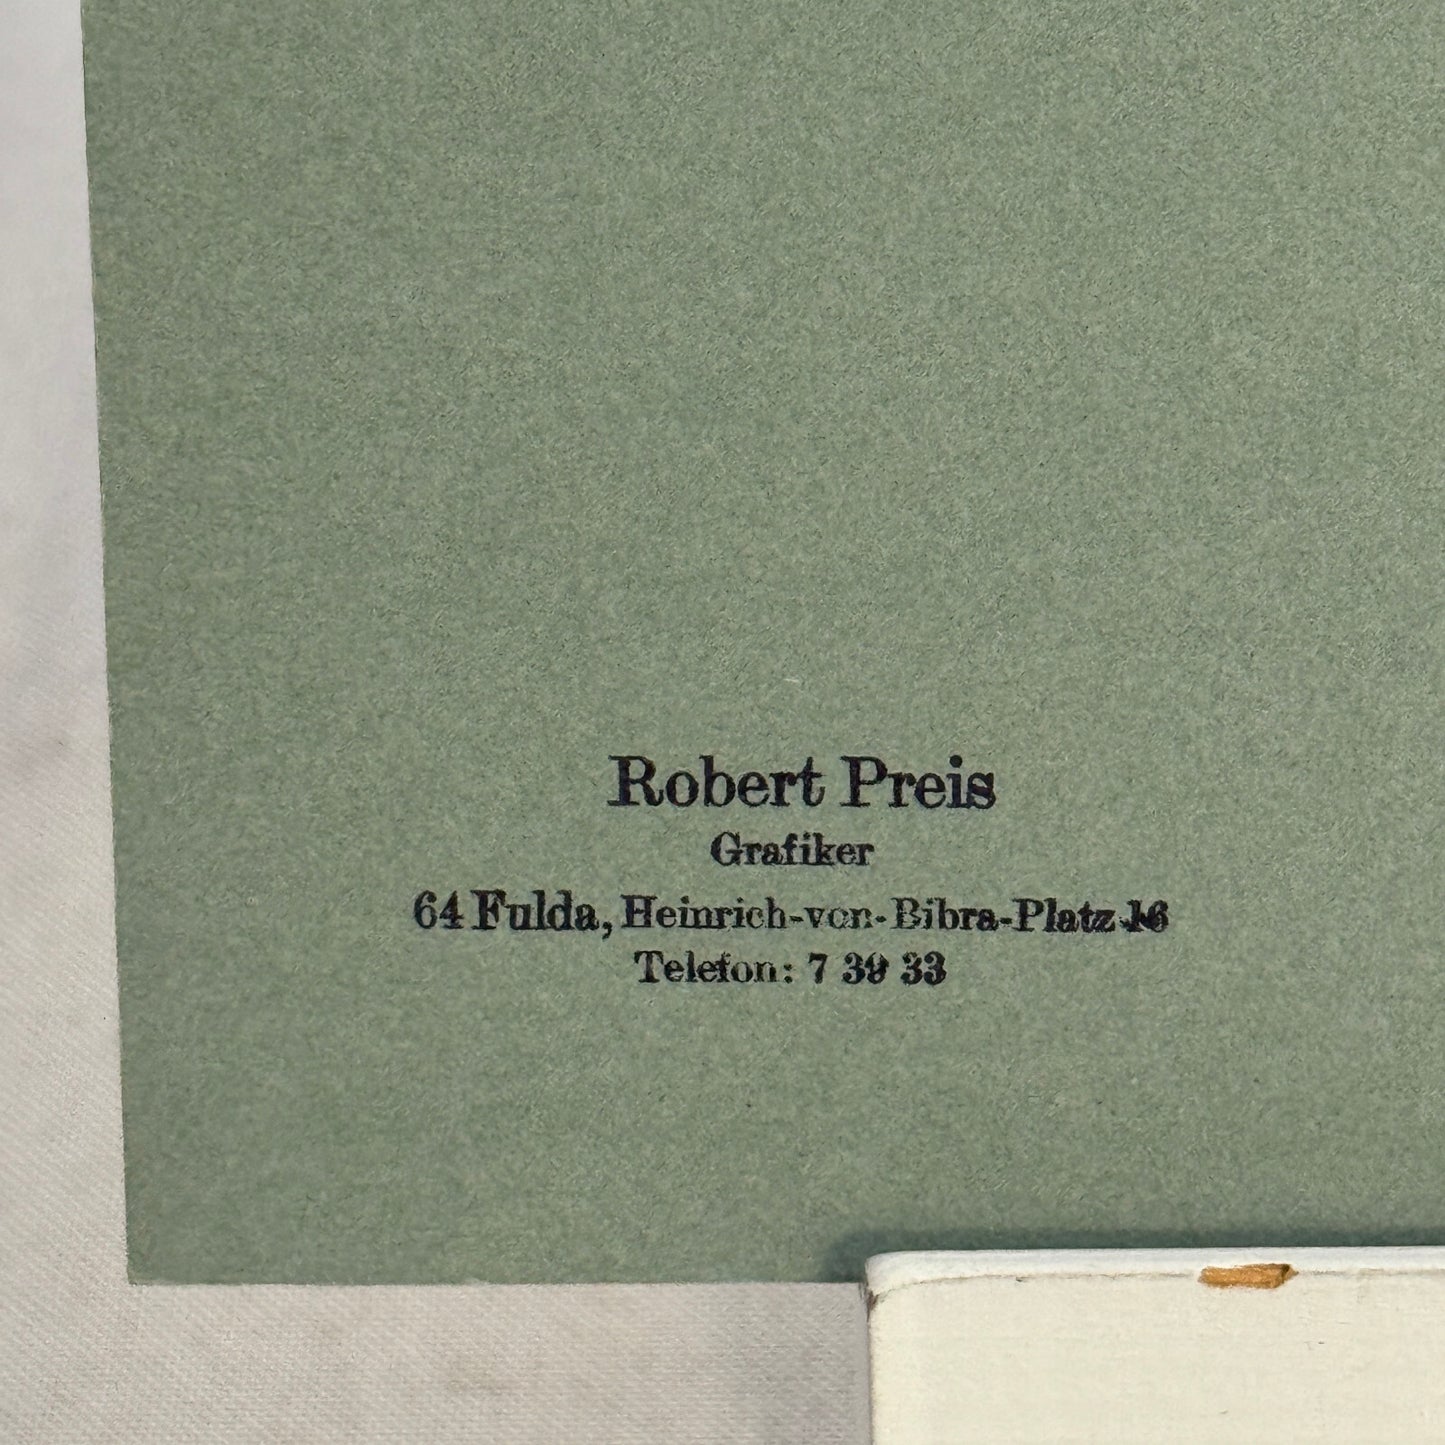 Robert Preis
Grafiker
64 Fulda, Heinrich-von-Bibra-Platz 16
Telefon: 7 39 33